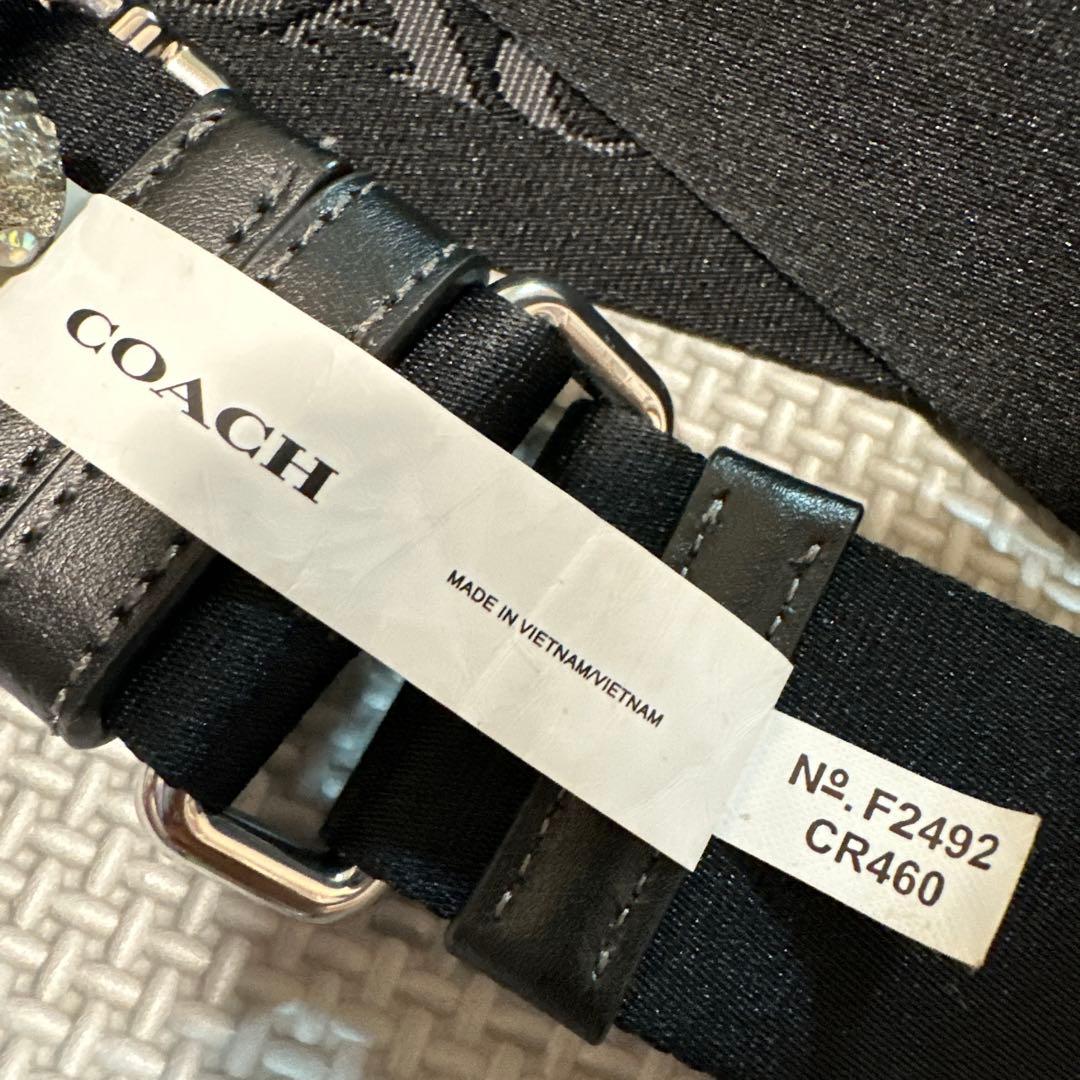 COACH
MADE IN VIETNAM/VIETNAM
Nº. F2492
CR460